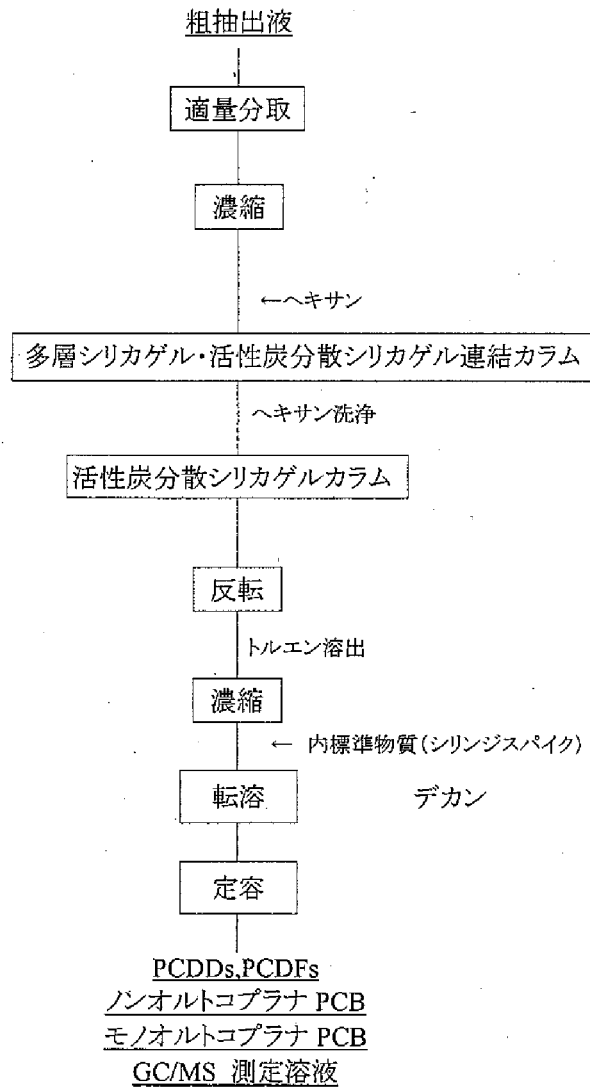 粗抽出液
適量分取
濃縮
←ヘキサン
多層シリカゲル・活性炭分散シリカゲル連結カラム
ヘキサン洗浄
活性炭分散シリカゲルカラム
反転
トルエン溶出
濃縮
← 内標準物質(シリンジスパイク)
転溶 デカン
定容
PCDDs,PCDFs
ノンオルトコプラナ PCB
モノオルトコプラナ PCB
GC/MS 測定溶液